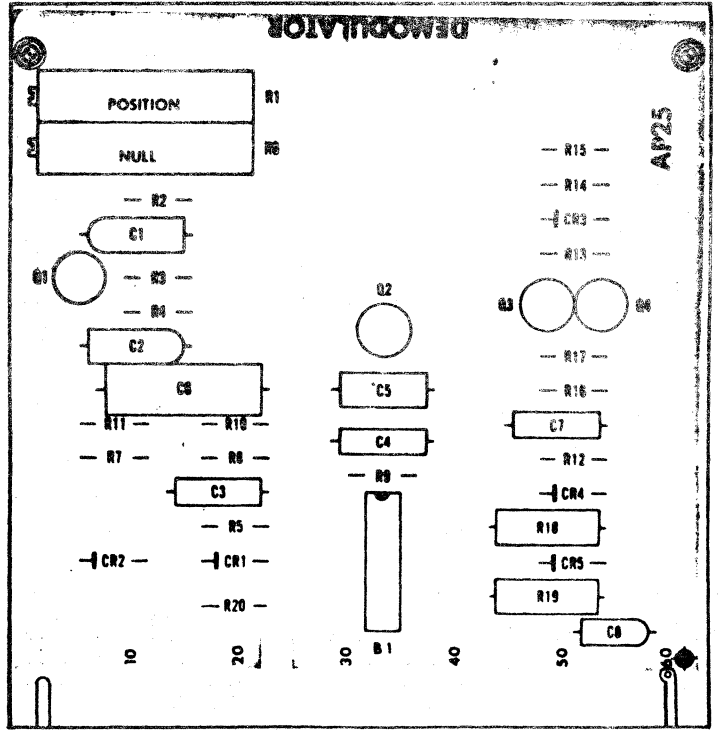 DEMODULATOR
POSITION R1
NULL R6
AP25
R15
R2 R14
C1 CR3
Q1 R3 R13
R4 Q2 Q3 Q4
C2 R17
C6 C5 R16
R11 R10 C4 C7
R7 R8 R9 R12
C3 CR4
R5 R18
CR2 CR1 CR5
R20 R19
C8
10 20 30 B1 40 50 60